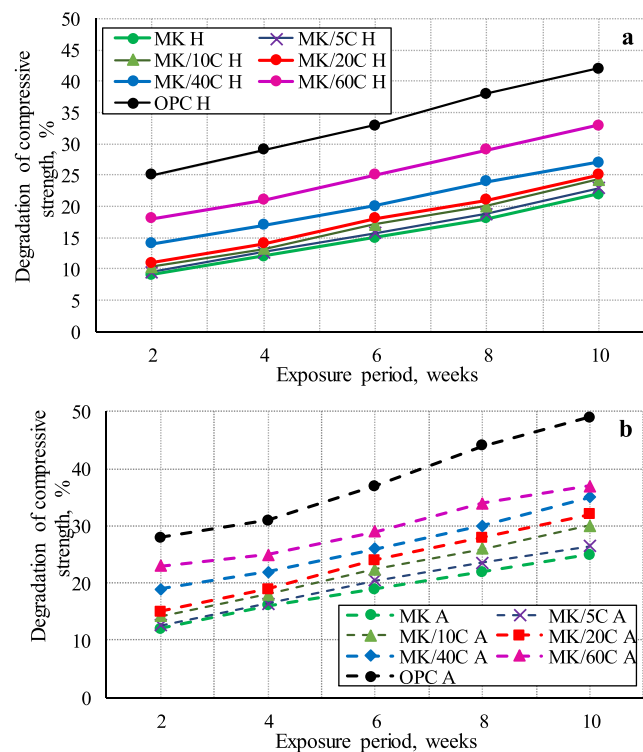 50
45
40
35
30
25
20
15
10
5
0
Degradation of compressive
strength, %
a
MK H
MK/5C H
MK/10C H
MK/20C H
MK/40C H
MK/60C H
OPC H
2 4 6 8 10
Exposure period, weeks
50
40
30
20
10
0
Degradation of compressive
strength, %
b
MK A
MK/5C A
MK/10C A
MK/20C A
MK/40C A
MK/60C A
OPC A
2 4 6 8 10
Exposure period, weeks